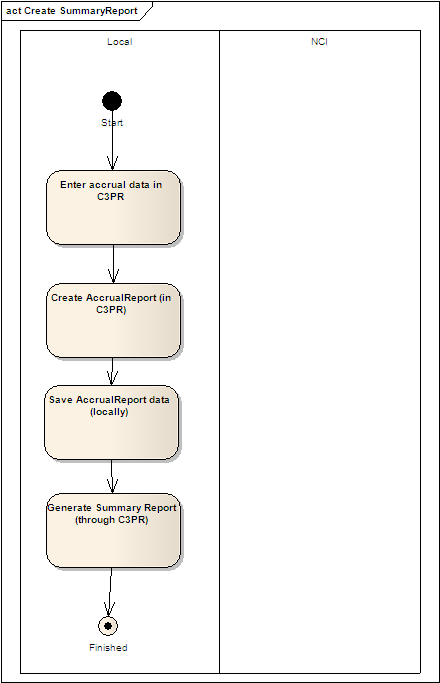 act Create SummaryReport
Local
NCI
Start
Enter accrual data in
C3PR
Create AccrualReport (in
C3PR)
Save AccrualReport data
(locally)
Generate Summary Report
(through C3PR)
Finished